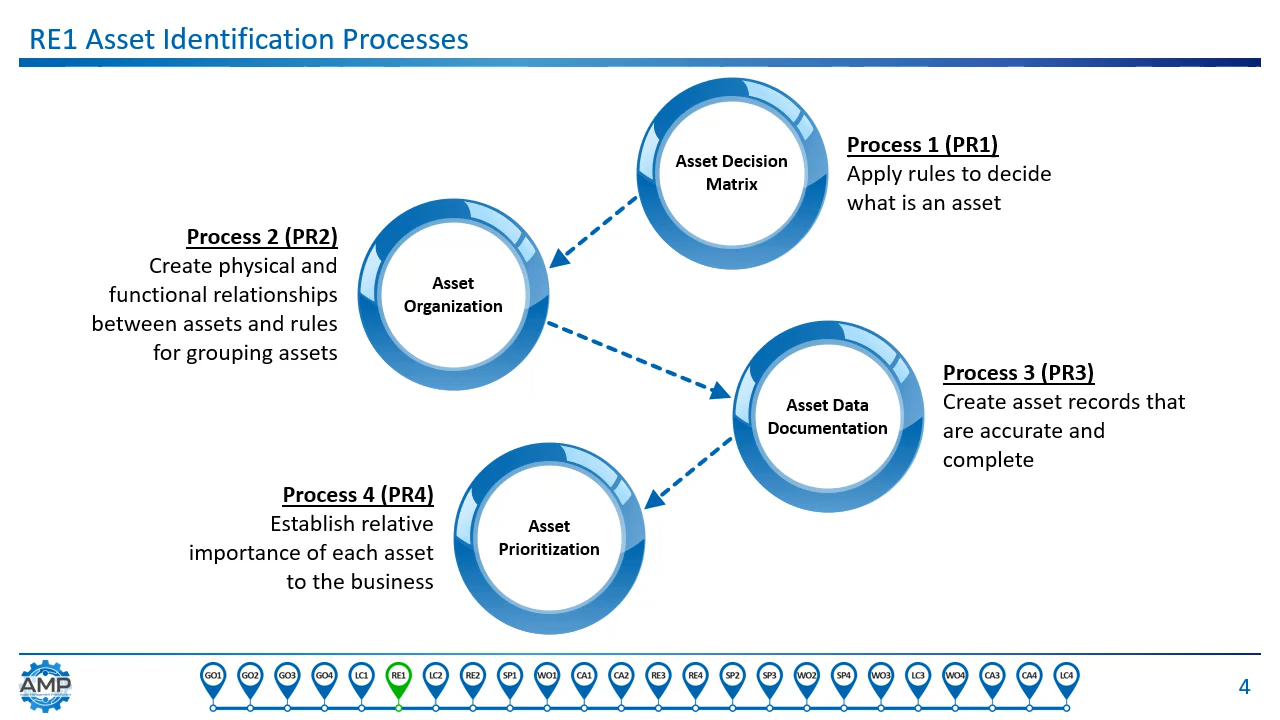 RE1 Asset Identification Processes
Asset Decision
Matrix
Process 1 (PR1)
Apply rules to decide
what is an asset
Process 2 (PR2)
Create physical and
functional relationships
between assets and rules
for grouping assets
Asset
Organization
Asset Data
Documentation
Process 3 (PR3)
Create asset records that
are accurate and
complete
Process 4 (PR4)
Establish relative
importance of each asset
to the business
Asset
Prioritization
AMP
GO1 GO2 GO3 GO4 LC1 RE1 LC2 RE2 SP1 WO1 CA1 CA2 RE3 RE4 SP2 SP3 WO2 SP4 WO3 LC3 WO4 CA3 CA4 LC4
4